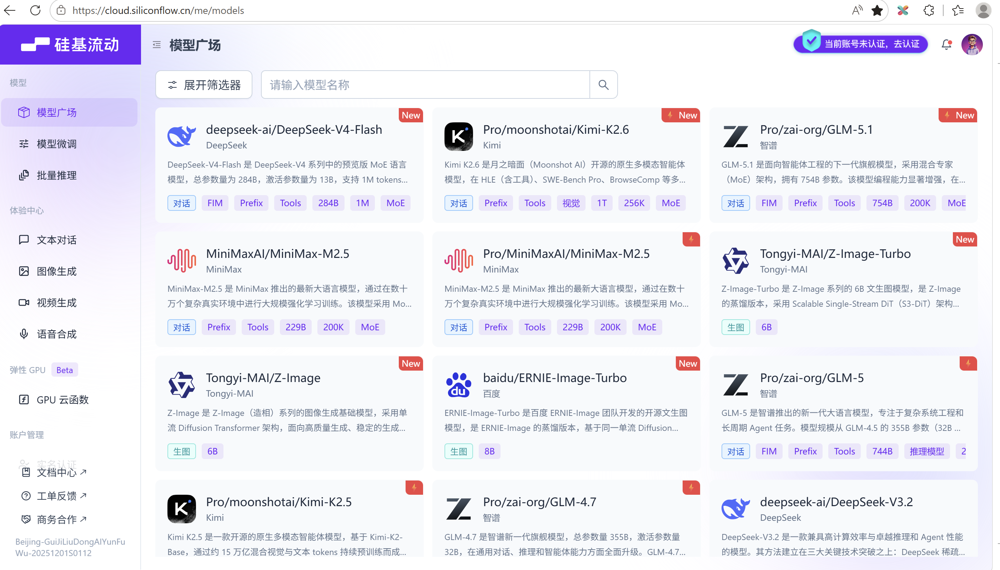 https://cloud.siliconflow.cn/me/models
硅基流动
模型广场
当前账号未认证，去认证
模型
模型广场
模型微调
批量推理
体验中心
文本对话
图像生成
视频生成
语音合成
弹性 GPU Beta
GPU 云函数
账户管理
实名认证
文档中心
工单反馈
商务合作
Beijing-GuiJiLiuDongAIYunFu
Wu-20251201S0112
展开筛选器
请输入模型名称
New
deepseek-ai/DeepSeek-V4-Flash
DeepSeek
DeepSeek-V4-Flash 是 DeepSeek-V4 系列中的预览版 MoE 语言
模型，总参数量为 284B，激活参数量为 13B，支持 1M tokens...
对话 FIM Prefix Tools 284B 1M MoE
New
Pro/moonshotai/Kimi-K2.6
Kimi
Kimi K2.6 是月之暗面（Moonshot AI）开源的原生多模态智能体
模型，在 HLE（含工具）、SWE-Bench Pro、BrowseComp 等多...
对话 Prefix Tools 视觉 1T 256K MoE
New
Pro/zai-org/GLM-5.1
智谱
GLM-5.1 是面向智能体工程的下一代旗舰模型，采用混合专家
（MoE）架构，拥有 754B 参数。该模型编程能力显著增强，在...
对话 FIM Prefix Tools 754B 200K MoE
MiniMaxAI/MiniMax-M2.5
MiniMax
MiniMax-M2.5 是 MiniMax 推出的最新大语言模型，通过在数十
万个复杂真实环境中进行大规模强化学习训练。该模型采用 Mo...
对话 Prefix Tools 229B 200K MoE
Pro/MiniMaxAI/MiniMax-M2.5
MiniMax
MiniMax-M2.5 是 MiniMax 推出的最新大语言模型，通过在数十
万个复杂真实环境中进行大规模强化学习训练。该模型采用 Mo...
对话 Prefix Tools 229B 200K MoE
New
Tongyi-MAI/Z-Image-Turbo
Tongyi-MAI
Z-Image-Turbo 是 Z-Image 系列的 6B 文生图模型，是 Z-Image
的蒸馏版本，采用 Scalable Single-Stream DiT（S3-DiT）架构...
生图 6B
New
Tongyi-MAI/Z-Image
Tongyi-MAI
Z-Image 是 Z-Image（造相）系列的图像生成基础模型，采用单
流 Diffusion Transformer 架构，面向高质量生成、稳定的生成...
生图 6B
New
du
baidu/ERNIE-Image-Turbo
百度
ERNIE-Image-Turbo 是百度 ERNIE-Image 团队开发的开源文生图
模型，是 ERNIE-Image 的蒸馏版本，基于同一单流 Diffusion...
生图 8B
Pro/zai-org/GLM-5
智谱
GLM-5 是智谱推出的新一代大语言模型，专注于复杂系统工程和
长周期 Agent 任务。模型规模从 GLM-4.5 的 355B 参数（32B ...
对话 FIM Prefix Tools 744B 推理模型 2
Pro/moonshotai/Kimi-K2.5
Kimi
Kimi K2.5 是一款开源的原生多模态智能体模型，基于 Kimi-K2-
Base，通过约 15 万亿混合视觉与文本 tokens 持续预训练而成...
Pro/zai-org/GLM-4.7
智谱
GLM-4.7 是智谱新一代旗舰模型，总参数量 355B，激活参数量
32B，在通用对话、推理和智能体能力方面全面升级。GLM-4.7...
deepseek-ai/DeepSeek-V3.2
DeepSeek
DeepSeek-V3.2 是一款兼具高计算效率与卓越推理和 Agent 性能
的模型。其方法建立在三大关键技术突破之上：DeepSeek 稀疏...